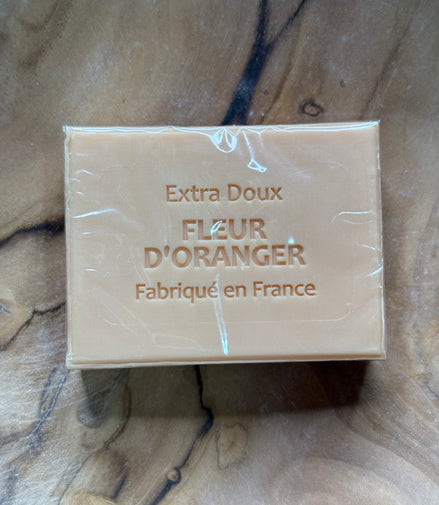 Extra Doux
FLEUR
D'ORANGER
Fabriqué en France